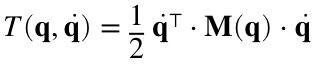 T(𝐪, 𝐪̇) = 1/2 𝐪̇⊤ · 𝐌(𝐪) · 𝐪̇